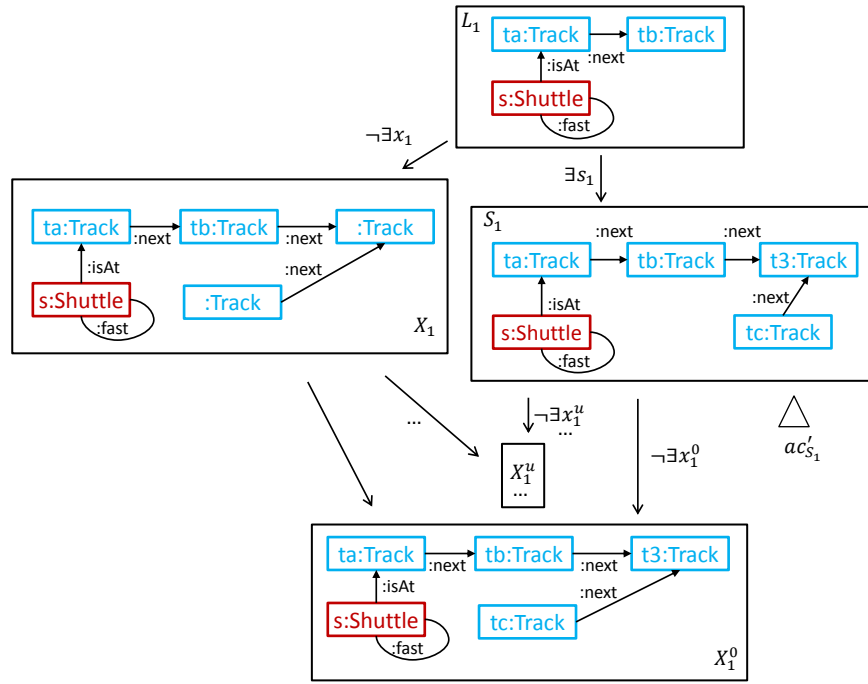 L₁
ta:Track :next tb:Track
:isAt
s:Shuttle
:fast
¬∃x₁
∃s₁
ta:Track :next tb:Track :next :Track
:isAt :next
s:Shuttle :Track
:fast
X₁
S₁
ta:Track :next tb:Track :next t3:Track
:isAt :next
s:Shuttle tc:Track
:fast
...
¬∃x₁ᵘ
...
¬∃x₁⁰
ac′_{S₁}
X₁ᵘ
...
ta:Track :next tb:Track :next t3:Track
:isAt :next
s:Shuttle tc:Track
:fast
X₁⁰